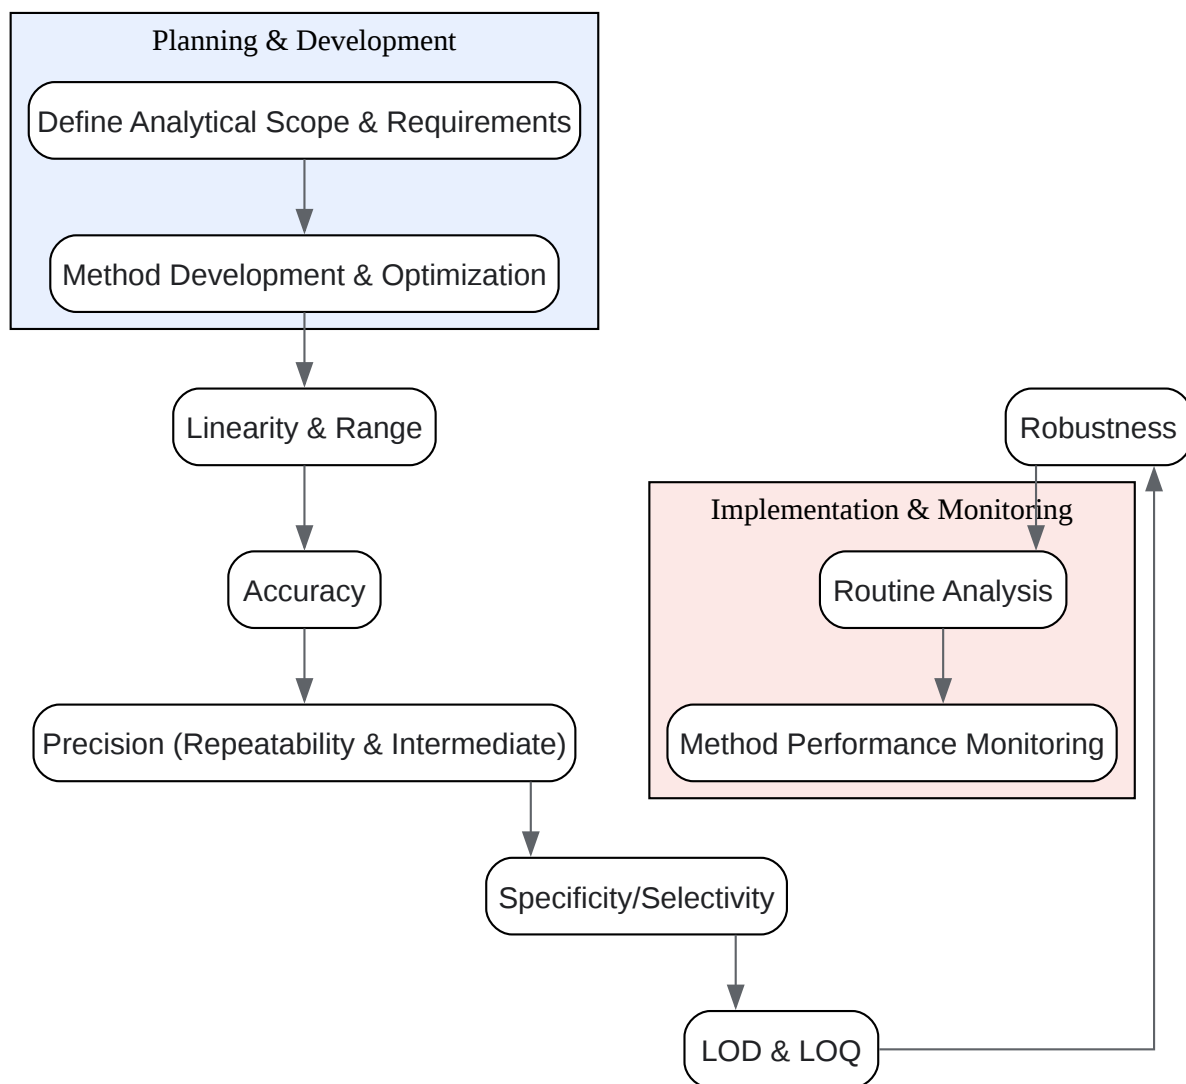 Planning & Development
Define Analytical Scope & Requirements
Method Development & Optimization
Linearity & Range
Accuracy
Precision (Repeatability & Intermediate)
Specificity/Selectivity
LOD & LOQ
Robustness
Implementation & Monitoring
Routine Analysis
Method Performance Monitoring